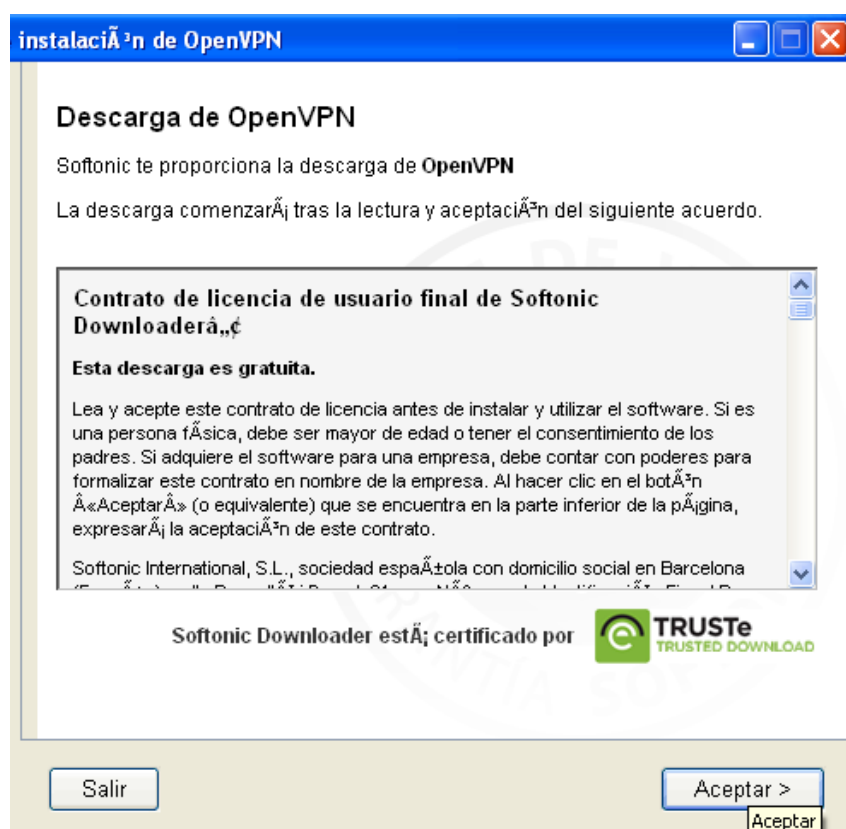 instalaciÃ³n de OpenVPN
Descarga de OpenVPN
Softonic te proporciona la descarga de OpenVPN
La descarga comenzarÃ¡ tras la lectura y aceptaciÃ³n del siguiente acuerdo.
Contrato de licencia de usuario final de Softonic
Downloaderâ„¢
Esta descarga es gratuita.
Lea y acepte este contrato de licencia antes de instalar y utilizar el software. Si es
una persona fÃsica, debe ser mayor de edad o tener el consentimiento de los
padres. Si adquiere el software para una empresa, debe contar con poderes para
formalizar este contrato en nombre de la empresa. Al hacer clic en el botÃ³n
Â«AceptarÂ» (o equivalente) que se encuentra en la parte inferior de la pÃ¡gina,
expresarÃ¡ la aceptaciÃ³n de este contrato.
Softonic International, S.L., sociedad espaÃ±ola con domicilio social en Barcelona
Softonic Downloader estÃ¡ certificado por
TRUSTe
TRUSTED DOWNLOAD
Salir
Aceptar >
Aceptar